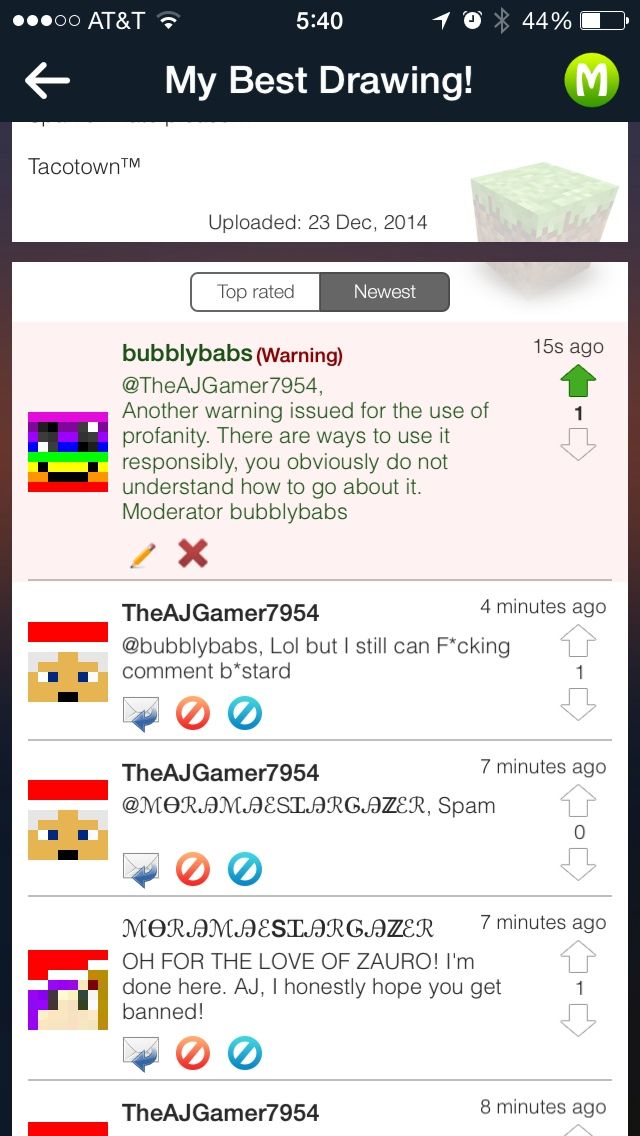 AT&T 5:40 44%
My Best Drawing! M
Tacotown™
Uploaded: 23 Dec, 2014
Top rated Newest
bubblybabs (Warning) 15s ago
@TheAJGamer7954,
Another warning issued for the use of
profanity. There are ways to use it
responsibly, you obviously do not
understand how to go about it.
Moderator bubblybabs
1
TheAJGamer7954 4 minutes ago
@bubblybabs, Lol but I still can F*cking
comment b*stard
1
TheAJGamer7954 7 minutes ago
@ℳƟℛᎯℳᎯℰSꮖᎯℛᎶᎯℤℰℛ, Spam
0
ℳƟℛᎯℳᎯℰSꮖᎯℛᎶᎯℤℰℛ 7 minutes ago
OH FOR THE LOVE OF ZAURO! I'm
done here. AJ, I honestly hope you get
banned!
1
TheAJGamer7954 8 minutes ago